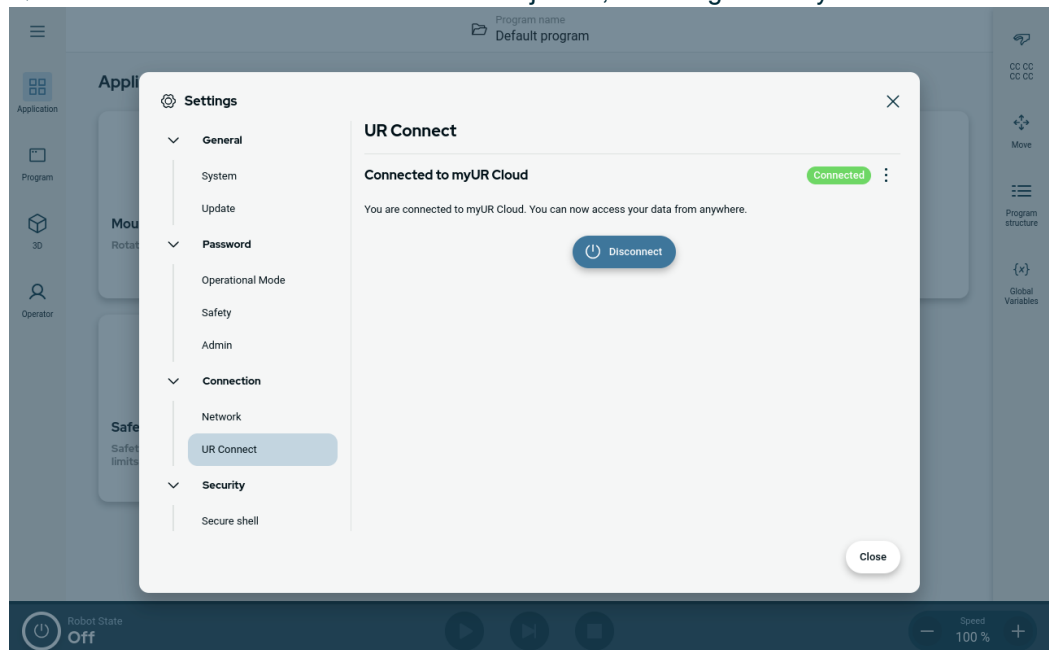 Program name
Default program
CC CC
CC CC
Application
Appli
Settings
General
System
Update
Password
Operational Mode
Safety
Admin
Connection
Network
UR Connect
Security
Secure shell
UR Connect
Connected to myUR Cloud
Connected
You are connected to myUR Cloud. You can now access your data from anywhere.
Disconnect
Close
Program
3D
Operator
Mou
Rotat
Safe
Safet
limits
Move
Program
structure
{x}
Global
Variables
Robot State
Off
Speed
100 %